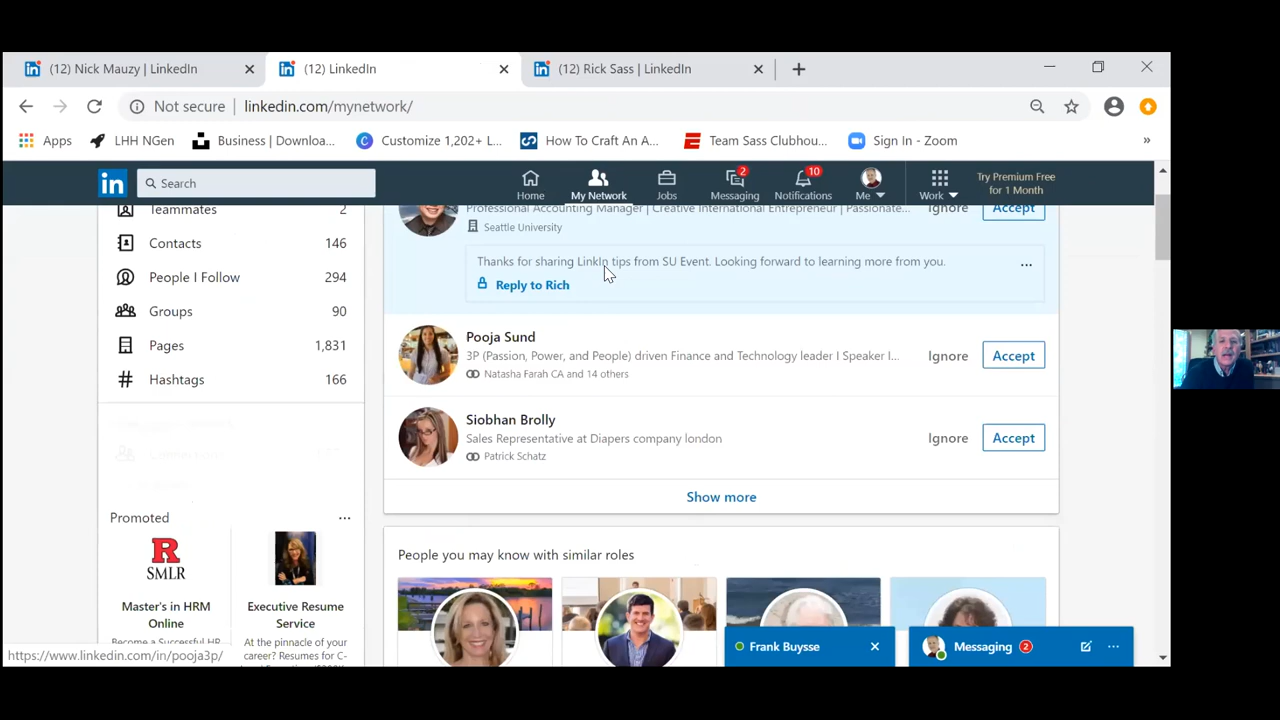 (12) Nick Mauzy | LinkedIn
(12) LinkedIn
(12) Rick Sass | LinkedIn
Not secure
linkedin.com/mynetwork/
Apps
LHH NGen
Business | Downloa...
Customize 1,202+ L...
How To Craft An A...
Team Sass Clubhou...
Sign In - Zoom
»
in
Search
Home
My Network
Jobs
2
Messaging
10
Notifications
Me
Work
Try Premium Free
for 1 Month
Teammates 2
Contacts 146
People I Follow 294
Groups 90
Pages 1,831
# Hashtags 166
Promoted
...
R
SMLR
Master's in HRM
Online
Become a Successful HR
Executive Resume
Service
At the pinnacle of your
career? Resumes for C-
https://www.linkedin.com/in/pooja3p/
Professional Accounting Manager | Creative International Entrepreneur | Passionate...
Ignore
Accept
Seattle University
Thanks for sharing LinkIn tips from SU Event. Looking forward to learning more from you.
...
Reply to Rich
Pooja Sund
3P (Passion, Power, and People) driven Finance and Technology leader I Speaker I...
Natasha Farah CA and 14 others
Ignore
Accept
Siobhan Brolly
Sales Representative at Diapers company london
Patrick Schatz
Ignore
Accept
Show more
People you may know with similar roles
Frank Buysse
Messaging 2
...